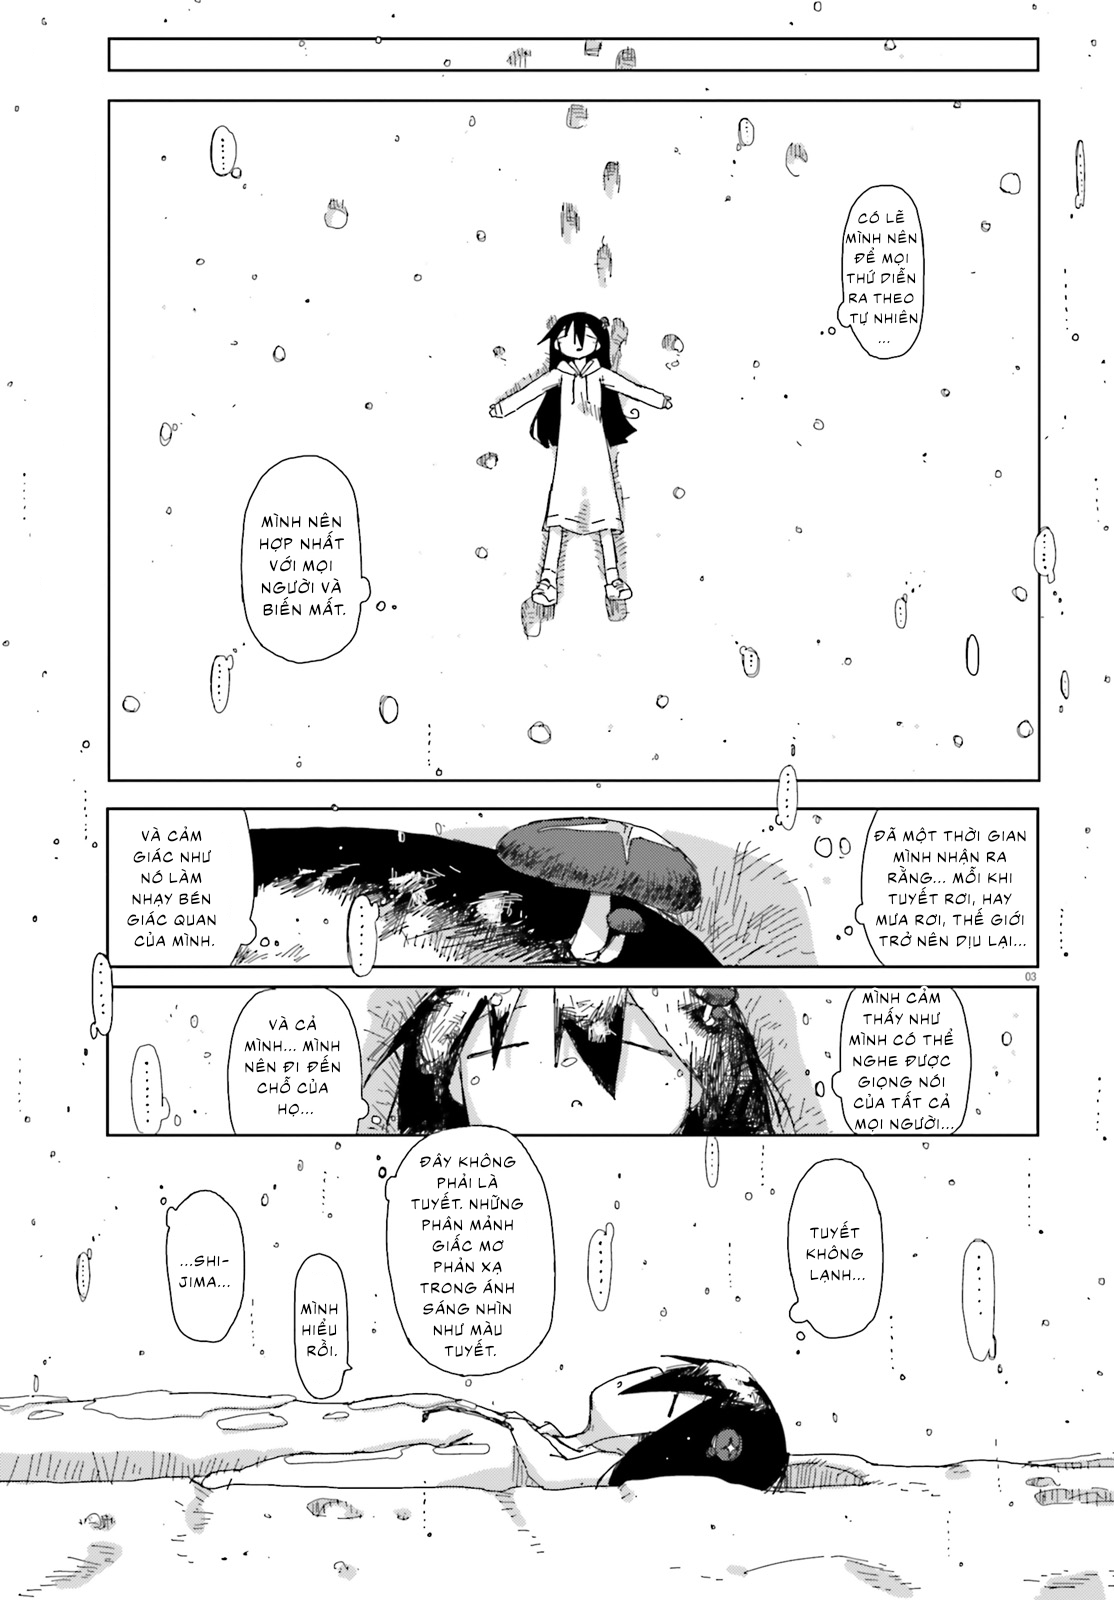 CÓ LẼ
MÌNH NÊN
ĐỂ MỌI
THỨ DIỄN
RA THEO
TỰ NHIÊN
...
MÌNH NÊN
HỢP NHẤT
VỚI MỌI
NGƯỜI VÀ
BIẾN MẤT.
ĐÃ MỘT THỜI GIAN
MÌNH NHẬN RA
RẰNG... MỖI KHI
TUYẾT RƠI, HAY
MƯA RƠI, THẾ GIỚI
TRỞ NÊN DỊU LẠI...
VÀ CẢM
GIÁC NHƯ
NÓ LÀM
NHẠY BÉN
GIÁC QUAN
CỦA MÌNH.
03
MÌNH CẢM
THẤY NHƯ
MÌNH CÓ THỂ
NGHE ĐƯỢC
GIỌNG NÓI
CỦA TẤT CẢ
MỌI NGƯỜI...
VÀ CẢ
MÌNH... MÌNH
NÊN ĐI ĐẾN
CHỖ CỦA
HỌ...
TUYẾT
KHÔNG
LẠNH...
ĐÂY KHÔNG
PHẢI LÀ
TUYẾT. NHỮNG
PHÂN MẢNH
GIẤC MƠ
PHẢN XẠ
TRONG ÁNH
SÁNG NHÌN
NHƯ MÀU
TUYẾT.
MÌNH
HIỂU
RỒI.
...SHI-
JIMA...